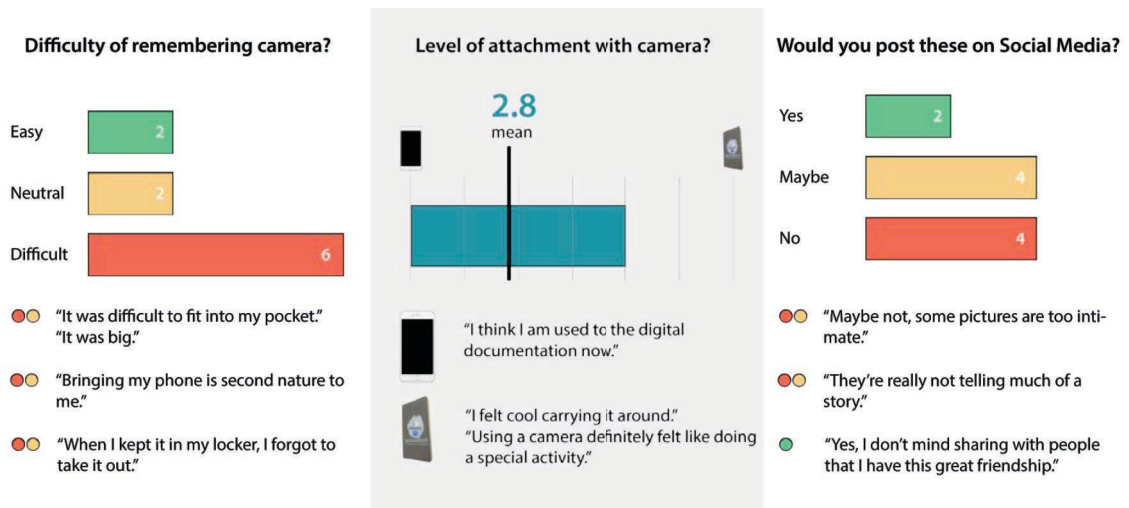 Difficulty of remembering camera?
Easy
2
Neutral
2
Difficult
6
“It was difficult to fit into my pocket.”
“It was big.”
“Bringing my phone is second nature to
me.”
“When I kept it in my locker, I forgot to
take it out.”
Level of attachment with camera?
2.8
mean
“I think I am used to the digital
documentation now.”
“I felt cool carrying it around.”
“Using a camera definitely felt like doing
a special activity.”
Would you post these on Social Media?
Yes
2
Maybe
4
No
4
“Maybe not, some pictures are too inti-
mate.”
“They’re really not telling much of a
story.”
“Yes, I don’t mind sharing with people
that I have this great friendship.”